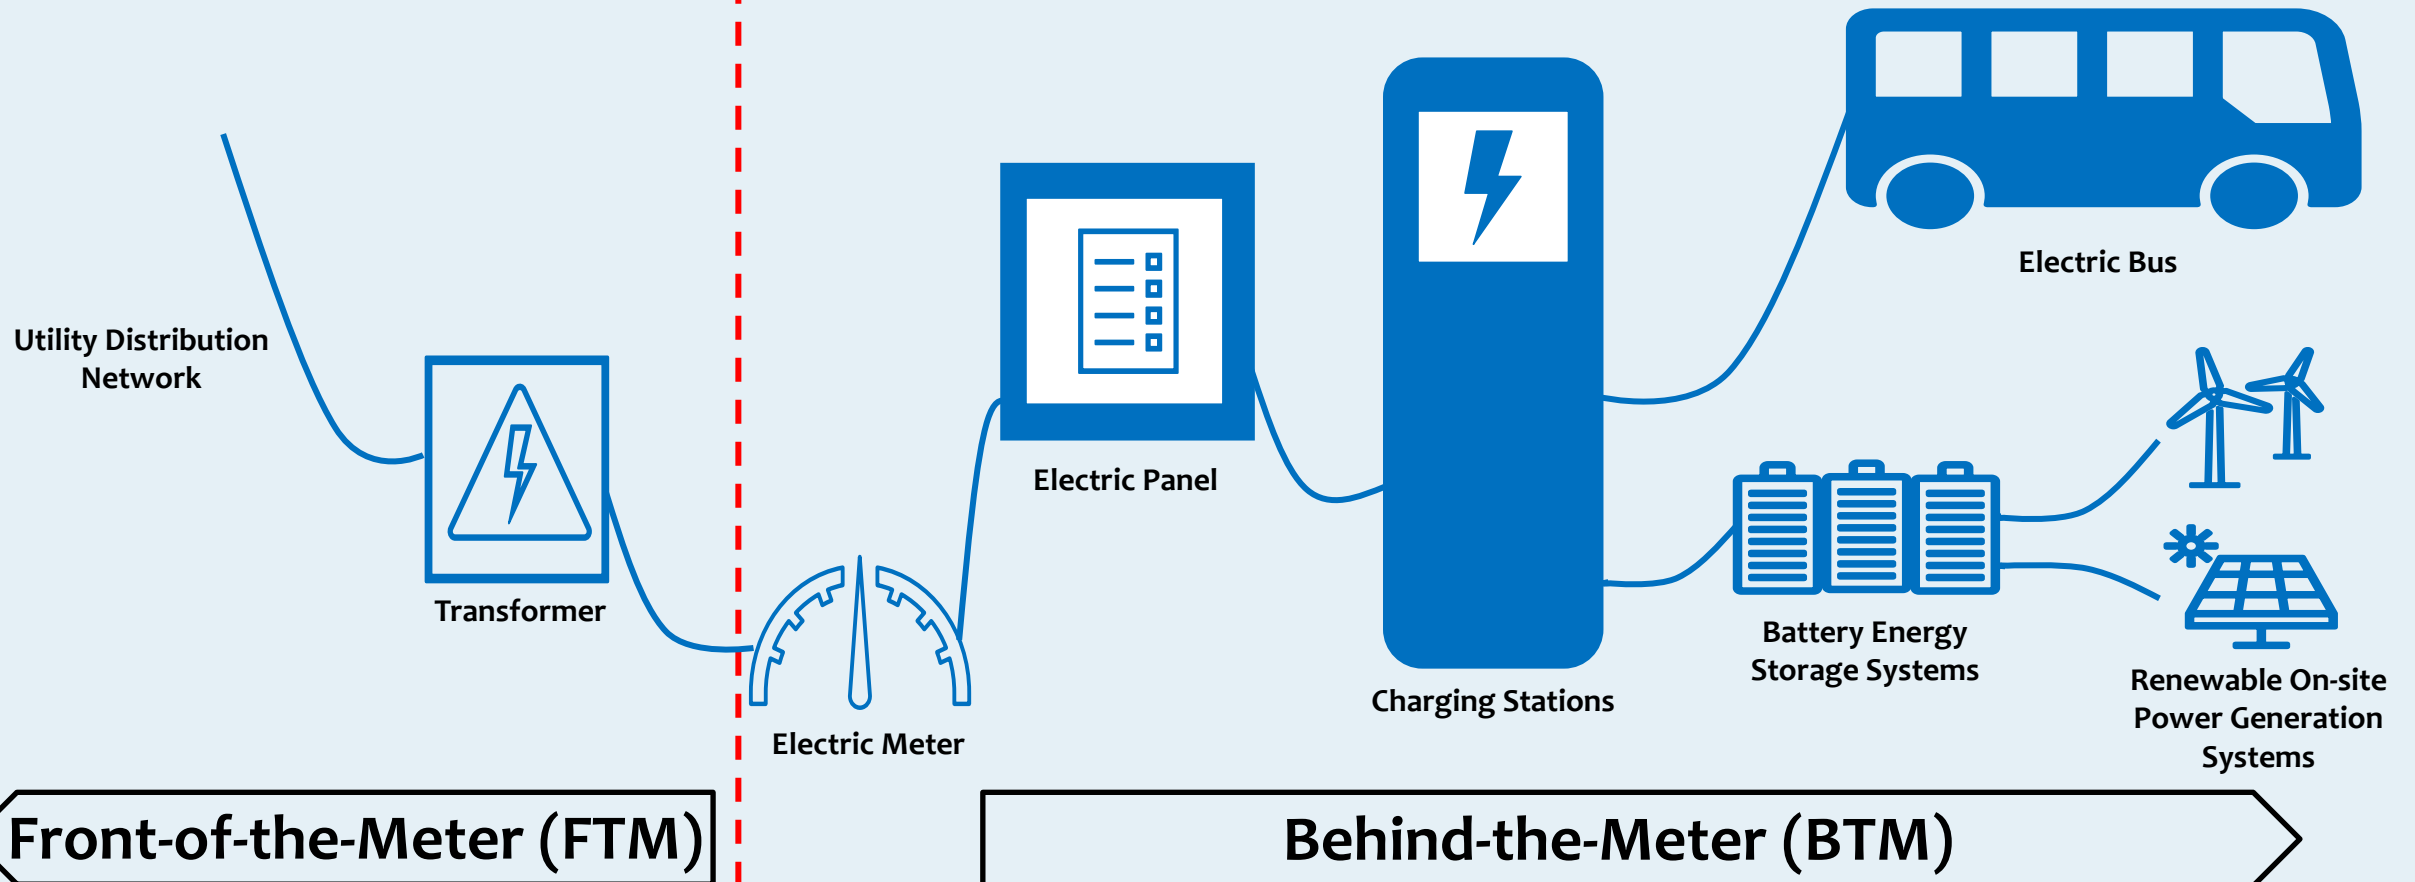 Utility Distribution
Network
Transformer
Electric Meter
Electric Panel
Charging Stations
Electric Bus
Battery Energy
Storage Systems
Renewable On-site
Power Generation
Systems
Front-of-the-Meter (FTM)
Behind-the-Meter (BTM)